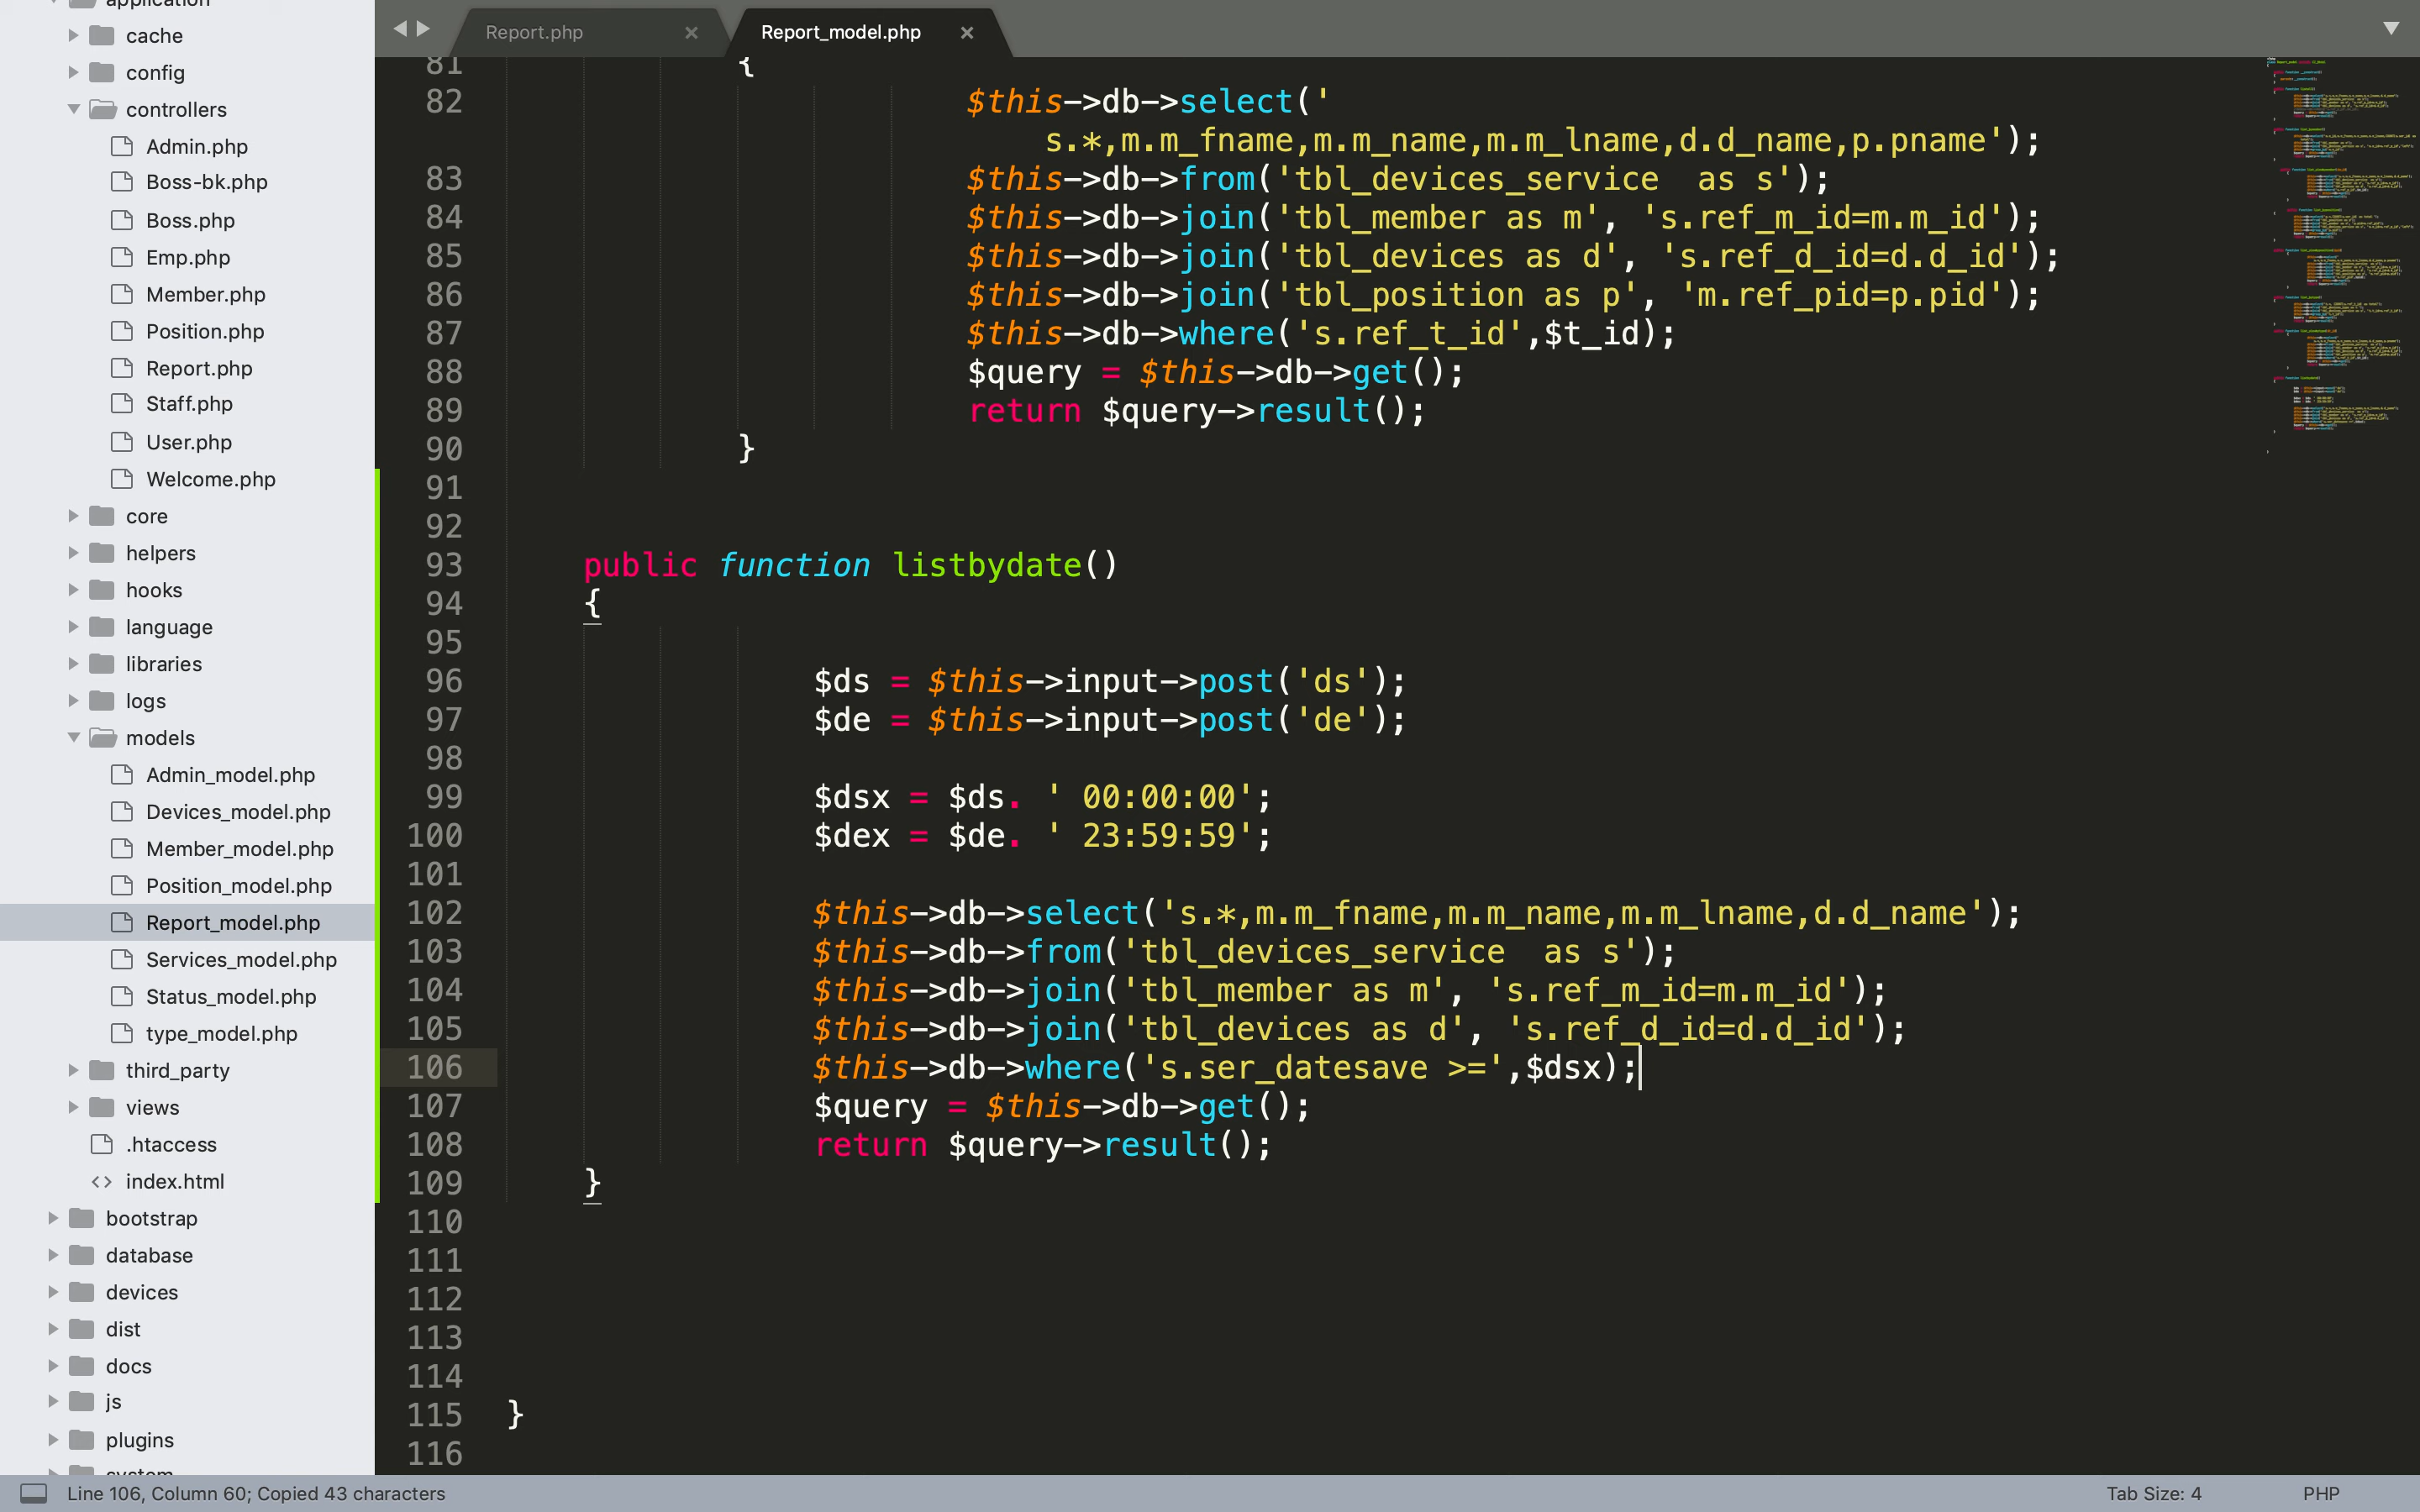 application
cache
config
controllers
Admin.php
Boss-bk.php
Boss.php
Emp.php
Member.php
Position.php
Report.php
Staff.php
User.php
Welcome.php
core
helpers
hooks
language
libraries
logs
models
Admin_model.php
Devices_model.php
Member_model.php
Position_model.php
Report_model.php
Services_model.php
Status_model.php
type_model.php
third_party
views
.htaccess
index.html
bootstrap
database
devices
dist
docs
js
plugins
system
Report.php × Report_model.php ×
81 {
82 $this->db->select('
s.*,m.m_fname,m.m_name,m.m_lname,d.d_name,p.pname');
83 $this->db->from('tbl_devices_service  as s');
84 $this->db->join('tbl_member as m', 's.ref_m_id=m.m_id');
85 $this->db->join('tbl_devices as d', 's.ref_d_id=d.d_id');
86 $this->db->join('tbl_position as p', 'm.ref_pid=p.pid');
87 $this->db->where('s.ref_t_id',$t_id);
88 $query = $this->db->get();
89 return $query->result();
90 }
91
92
93 public function listbydate()
94 {
95
96 $ds = $this->input->post('ds');
97 $de = $this->input->post('de');
98
99 $dsx = $ds. ' 00:00:00';
100 $dex = $de. ' 23:59:59';
101
102 $this->db->select('s.*,m.m_fname,m.m_name,m.m_lname,d.d_name');
103 $this->db->from('tbl_devices_service  as s');
104 $this->db->join('tbl_member as m', 's.ref_m_id=m.m_id');
105 $this->db->join('tbl_devices as d', 's.ref_d_id=d.d_id');
106 $this->db->where('s.ser_datesave >=',$dsx);
107 $query = $this->db->get();
108 return $query->result();
109 }
110
111
112
113
114
115 }
116
Line 106, Column 60; Copied 43 characters
Tab Size: 4
PHP